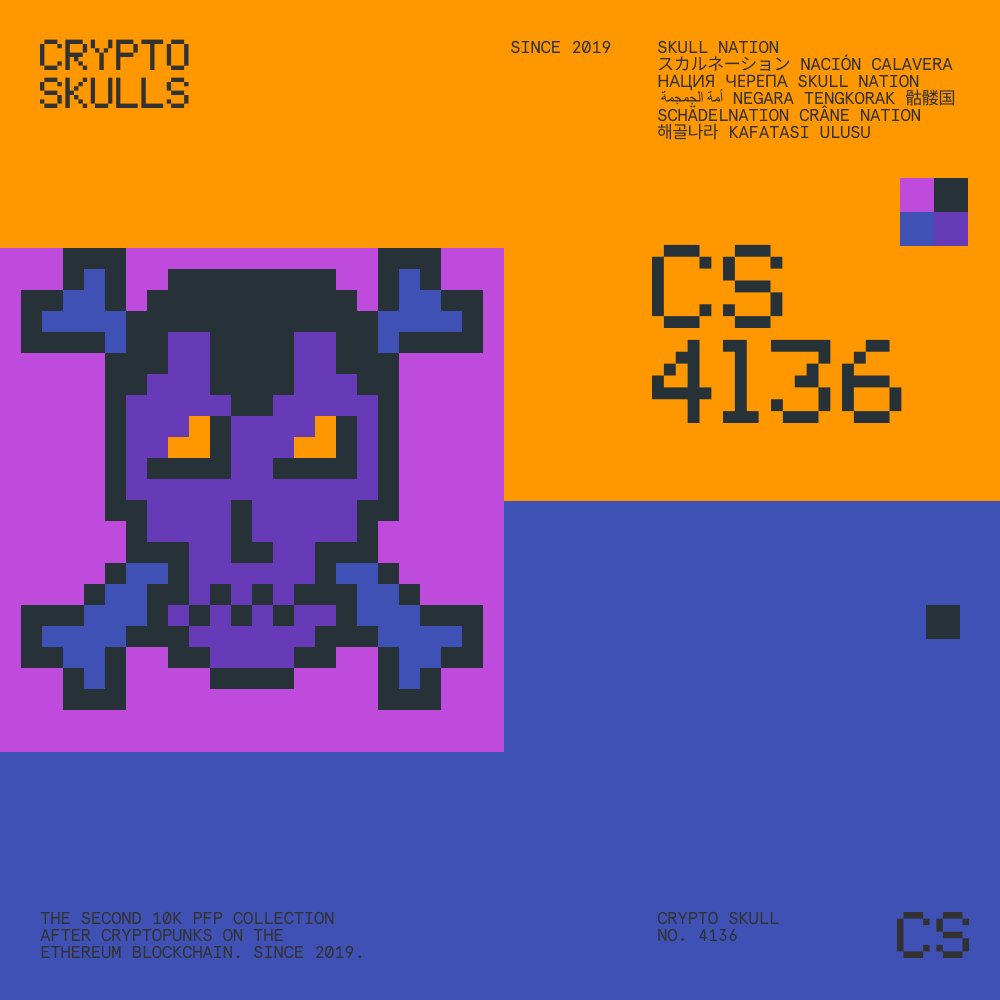 CRYPTO
SKULLS
SINCE 2019
SKULL NATION
スカルネーション NACIÓN CALAVERA
НАЦИЯ ЧЕРЕПА SKULL NATION
أمة الجمجمة NEGARA TENGKORAK 骷髅国
SCHÄDELNATION CRÂNE NATION
해골나라 KAFATASI ULUSU
CS
4136
THE SECOND 10K PFP COLLECTION
AFTER CRYPTOPUNKS ON THE
ETHEREUM BLOCKCHAIN. SINCE 2019.
CRYPTO SKULL
NO. 4136
CS